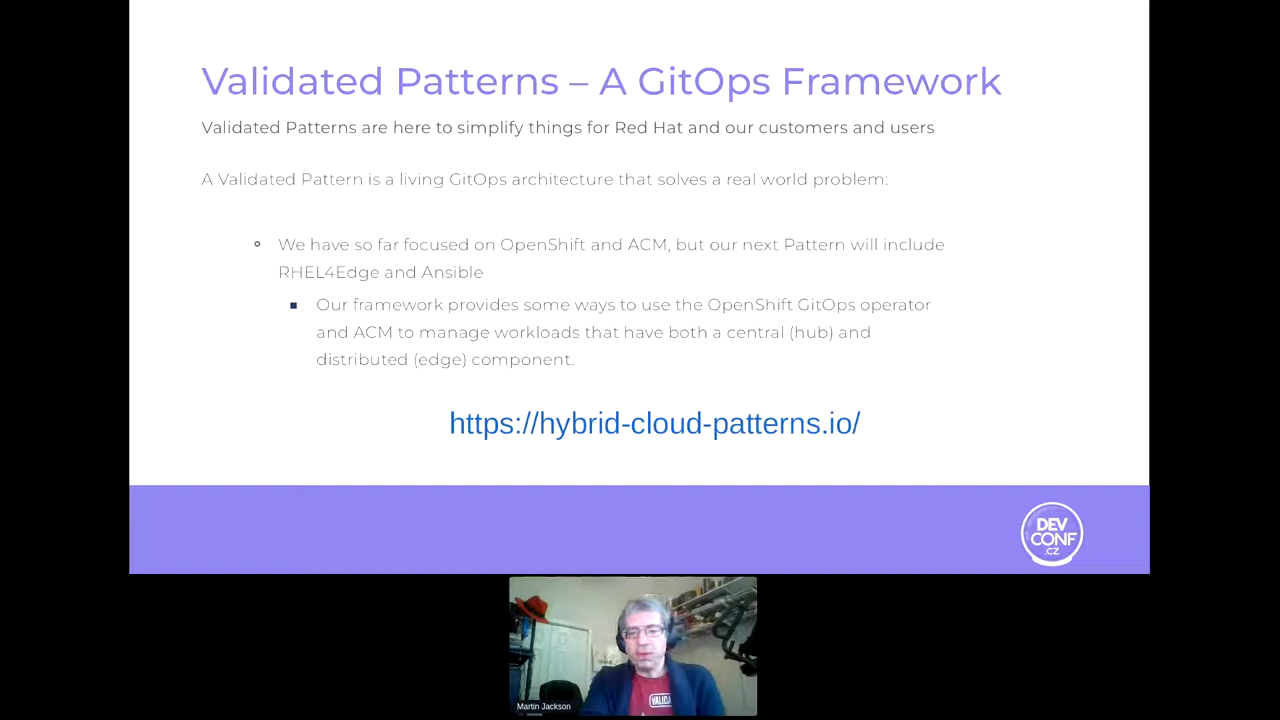 Validated Patterns – A GitOps Framework
Validated Patterns are here to simplify things for Red Hat and our customers and users
A Validated Pattern is a living GitOps architecture that solves a real world problem:
We have so far focused on OpenShift and ACM, but our next Pattern will include
RHEL4Edge and Ansible
Our framework provides some ways to use the OpenShift GitOps operator
and ACM to manage workloads that have both a central (hub) and
distributed (edge) component.
https://hybrid-cloud-patterns.io/
DEV
CONF
.CZ
Martin Jackson